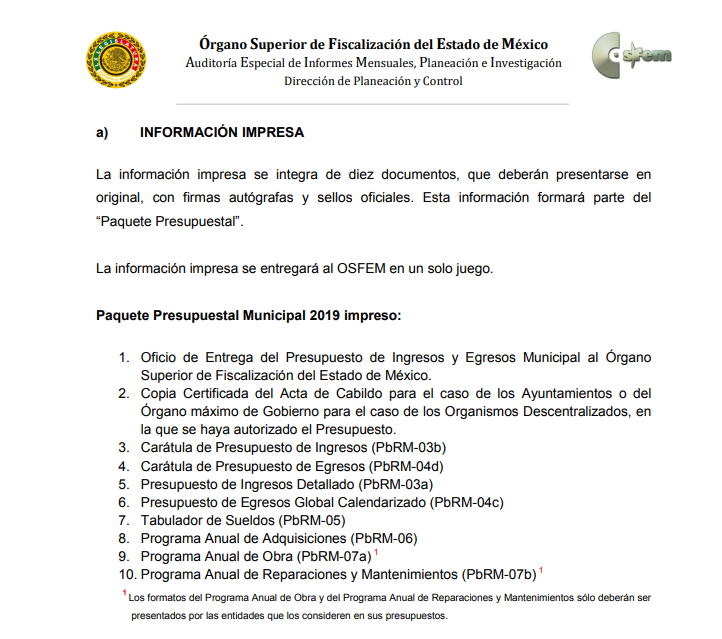 Órgano Superior de Fiscalización del Estado de México
Auditoría Especial de Informes Mensuales, Planeación e Investigación
Dirección de Planeación y Control
osfem
a) INFORMACIÓN IMPRESA
La información impresa se integra de diez documentos, que deberán presentarse en
original, con firmas autógrafas y sellos oficiales. Esta información formará parte del
“Paquete Presupuestal”.
La información impresa se entregará al OSFEM en un solo juego.
Paquete Presupuestal Municipal 2019 impreso:
1. Oficio de Entrega del Presupuesto de Ingresos y Egresos Municipal al Órgano
Superior de Fiscalización del Estado de México.
2. Copia Certificada del Acta de Cabildo para el caso de los Ayuntamientos o del
Órgano máximo de Gobierno para el caso de los Organismos Descentralizados, en
la que se haya autorizado el Presupuesto.
3. Carátula de Presupuesto de Ingresos (PbRM-03b)
4. Carátula de Presupuesto de Egresos (PbRM-04d)
5. Presupuesto de Ingresos Detallado (PbRM-03a)
6. Presupuesto de Egresos Global Calendarizado (PbRM-04c)
7. Tabulador de Sueldos (PbRM-05)
8. Programa Anual de Adquisiciones (PbRM-06)
9. Programa Anual de Obra (PbRM-07a) 1
10. Programa Anual de Reparaciones y Mantenimientos (PbRM-07b) 1
1 Los formatos del Programa Anual de Obra y del Programa Anual de Reparaciones y Mantenimientos sólo deberán ser
presentados por las entidades que los consideren en sus presupuestos.